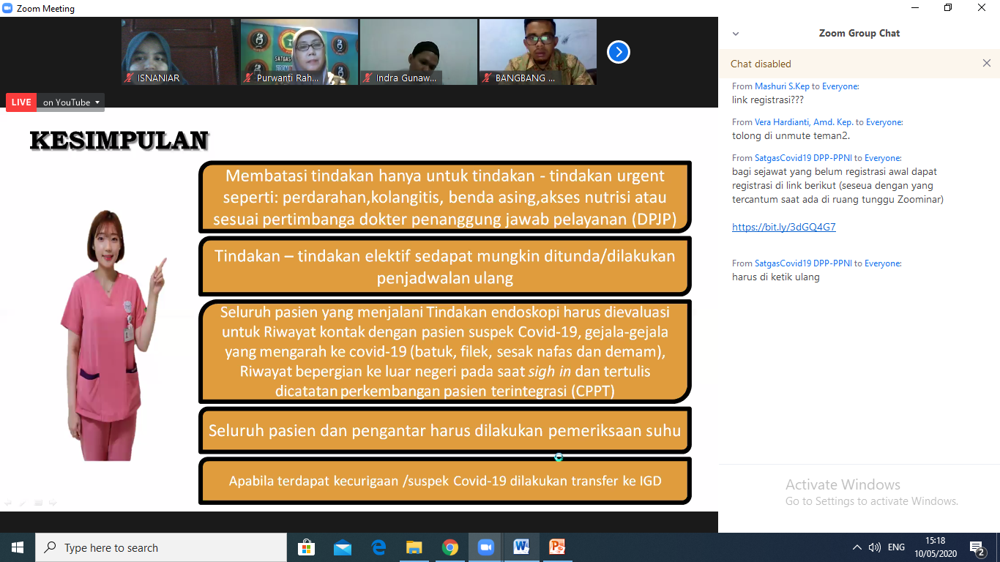 Zoom Meeting
ISNANIAR
Purwanti Rah...
Indra Gunaw...
BANGBANG ...
SATGAS
LIVE
on YouTube
KESIMPULAN
Membatasi tindakan hanya untuk tindakan - tindakan urgent
seperti: perdarahan,kolangitis, benda asing,akses nutrisi atau
sesuai pertimbanga dokter penanggung jawab pelayanan (DPJP)
Tindakan – tindakan elektif sedapat mungkin ditunda/dilakukan
penjadwalan ulang
Seluruh pasien yang menjalani Tindakan endoskopi harus dievaluasi
untuk Riwayat kontak dengan pasien suspek Covid-19, gejala-gejala
yang mengarah ke covid-19 (batuk, filek, sesak nafas dan demam),
Riwayat bepergian ke luar negeri pada saat sigh in dan tertulis
dicatatan perkembangan pasien terintegrasi (CPPT)
Seluruh pasien dan pengantar harus dilakukan pemeriksaan suhu
Apabila terdapat kecurigaan /suspek Covid-19 dilakukan transfer ke IGD
Zoom Group Chat
Chat disabled
From Mashuri S.Kep to Everyone:
link registrasi???
From Vera Hardianti, Amd. Kep. to Everyone:
tolong di unmute teman2.
From SatgasCovid19 DPP-PPNI to Everyone:
bagi sejawat yang belum registrasi awal dapat
registrasi di link berikut (seseua dengan yang
tercantum saat ada di ruang tunggu Zoominar)
https://bit.ly/3dGQ4G7
From SatgasCovid19 DPP-PPNI to Everyone:
harus di ketik ulang
Activate Windows
Go to Settings to activate Windows.
Type here to search
ENG
15:18
10/05/2020
2